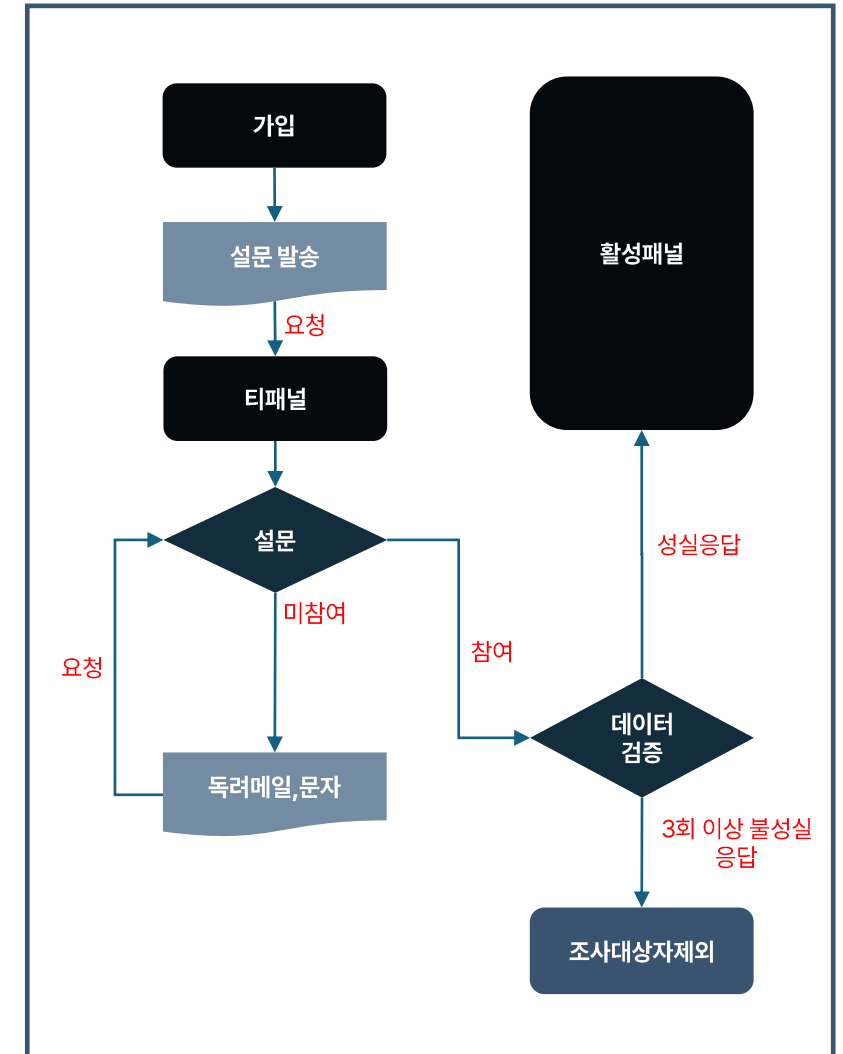 가입
설문 발송
요청
티패널
설문
미참여
요청
독려메일,문자
참여
활성패널
성실응답
데이터
검증
3회 이상 불성실
응답
조사대상자제외